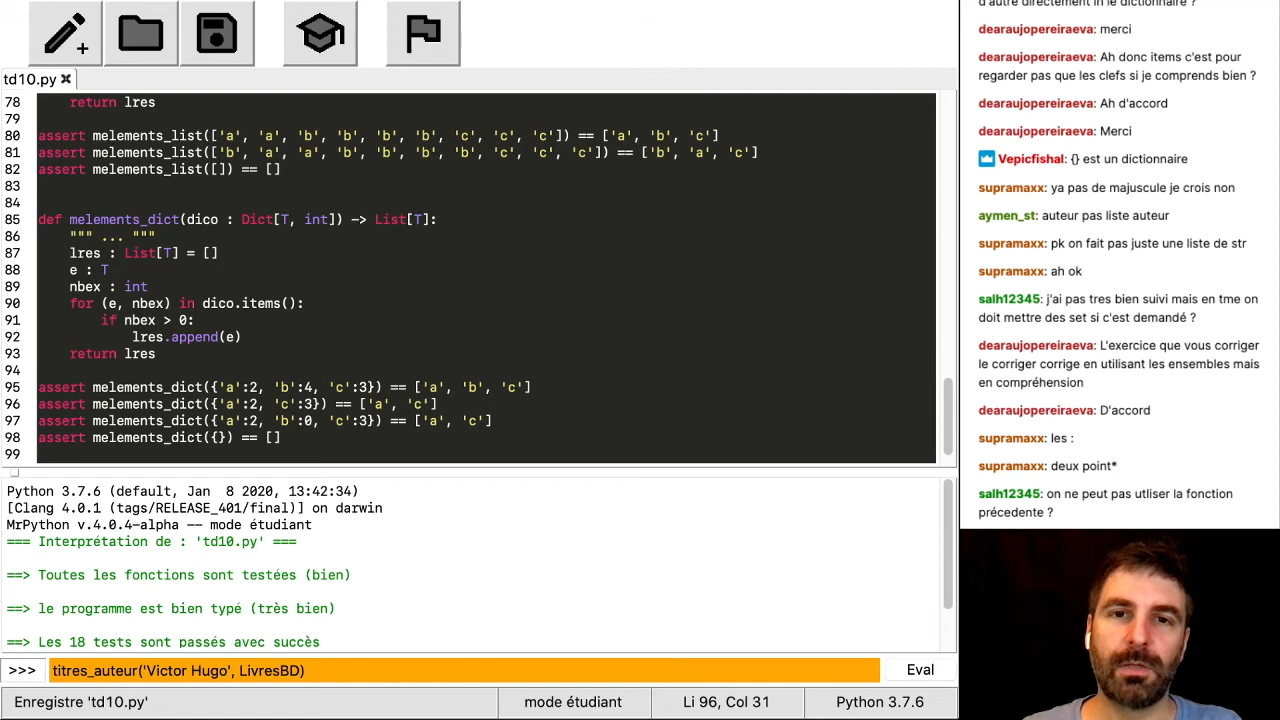 td10.py ✖
78 return lres
79
80 assert melements_list(['a', 'a', 'b', 'b', 'b', 'b', 'c', 'c', 'c']) == ['a', 'b', 'c']
81 assert melements_list(['b', 'a', 'a', 'b', 'b', 'b', 'b', 'c', 'c', 'c']) == ['b', 'a', 'c']
82 assert melements_list([]) == []
83
84
85 def melements_dict(dico : Dict[T, int]) -> List[T]:
86 """ ... """
87 lres : List[T] = []
88 e : T
89 nbex : int
90 for (e, nbex) in dico.items():
91 if nbex > 0:
92 lres.append(e)
93 return lres
94
95 assert melements_dict({'a':2, 'b':4, 'c':3}) == ['a', 'b', 'c']
96 assert melements_dict({'a':2, 'c':3}) == ['a', 'c']
97 assert melements_dict({'a':2, 'b':0, 'c':3}) == ['a', 'c']
98 assert melements_dict({}) == []
99
Python 3.7.6 (default, Jan  8 2020, 13:42:34)
[Clang 4.0.1 (tags/RELEASE_401/final)] on darwin
MrPython v.4.0.4-alpha -- mode étudiant
=== Interprétation de : 'td10.py' ===
==> Toutes les fonctions sont testées (bien)
==> le programme est bien typé (très bien)
==> Les 18 tests sont passés avec succès
>>> titres_auteur('Victor Hugo', LivresBD) Eval
Enregistre 'td10.py' mode étudiant Li 96, Col 31 Python 3.7.6
d'autre directement in le dictionnaire ?
dearaujopereiraeva: merci
dearaujopereiraeva: Ah donc items c'est pour
regarder pas que les clefs si je comprends bien ?
dearaujopereiraeva: Ah d'accord
dearaujopereiraeva: Merci
Vepicfishal: {} est un dictionnaire
supramaxx: ya pas de majuscule je crois non
aymen_st: auteur pas liste auteur
supramaxx: pk on fait pas juste une liste de str
supramaxx: ah ok
salh12345: j'ai pas tres bien suivi mais en tme on
doit mettre des set si c'est demandé ?
dearaujopereiraeva: L'exercice que vous corriger
le corriger corrige en utilisant les ensembles mais
en compréhension
dearaujopereiraeva: D'accord
supramaxx: les :
supramaxx: deux point*
salh12345: on ne peut pas utliser la fonction
précedente ?